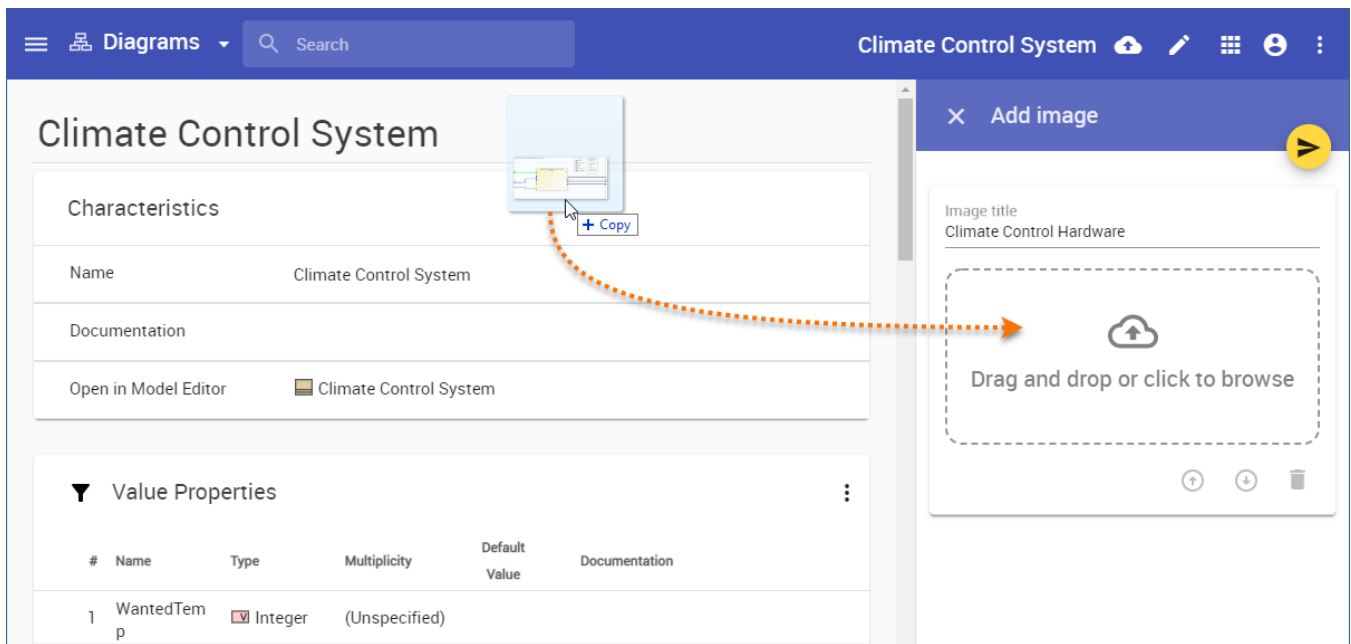 Diagrams
Search
Climate Control System
Climate Control System
Characteristics
Name
Climate Control System
Documentation
Open in Model Editor
Climate Control System
+ Copy
Value Properties
# Name Type Multiplicity Default Value Documentation
1 WantedTem
p
V Integer (Unspecified)
Add image
Image title
Climate Control Hardware
Drag and drop or click to browse